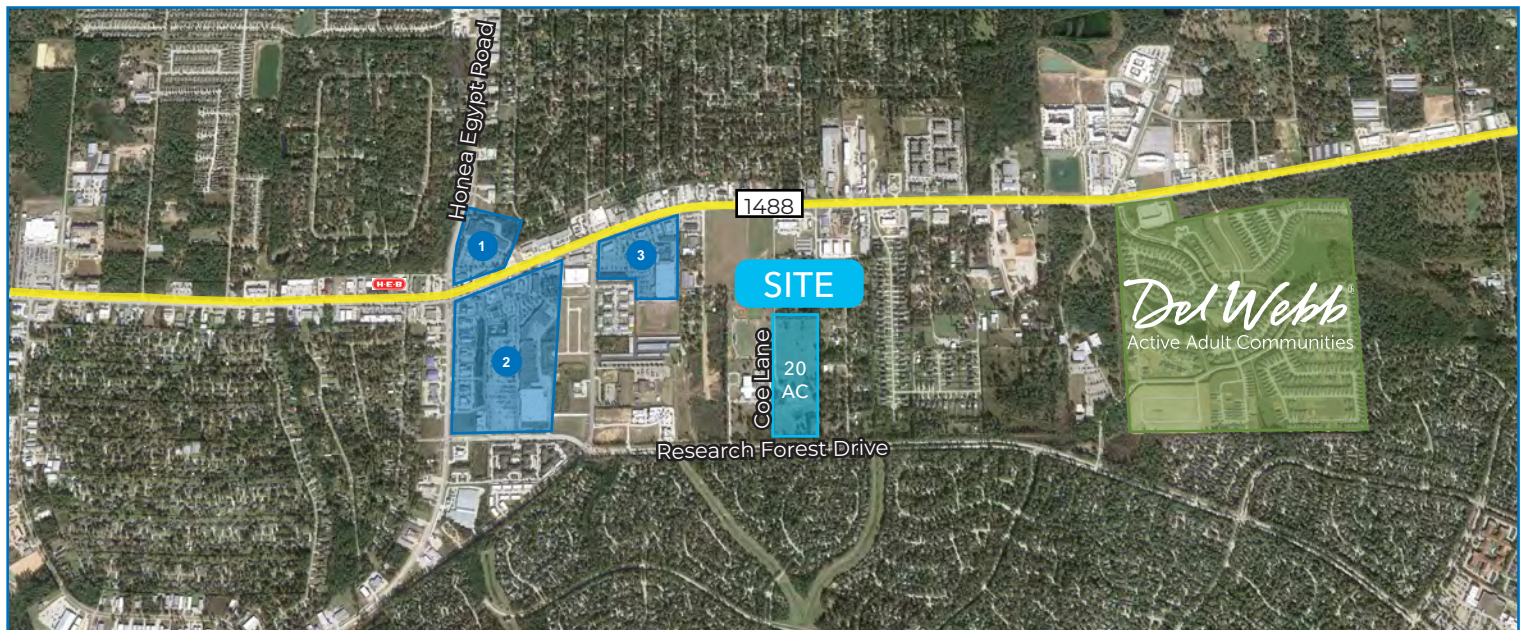 Honea Egypt Road
1488
1
3
H-E-B
SITE
2
Coe Lane
20
AC
Del Webb
Active Adult Communities
Research Forest Drive